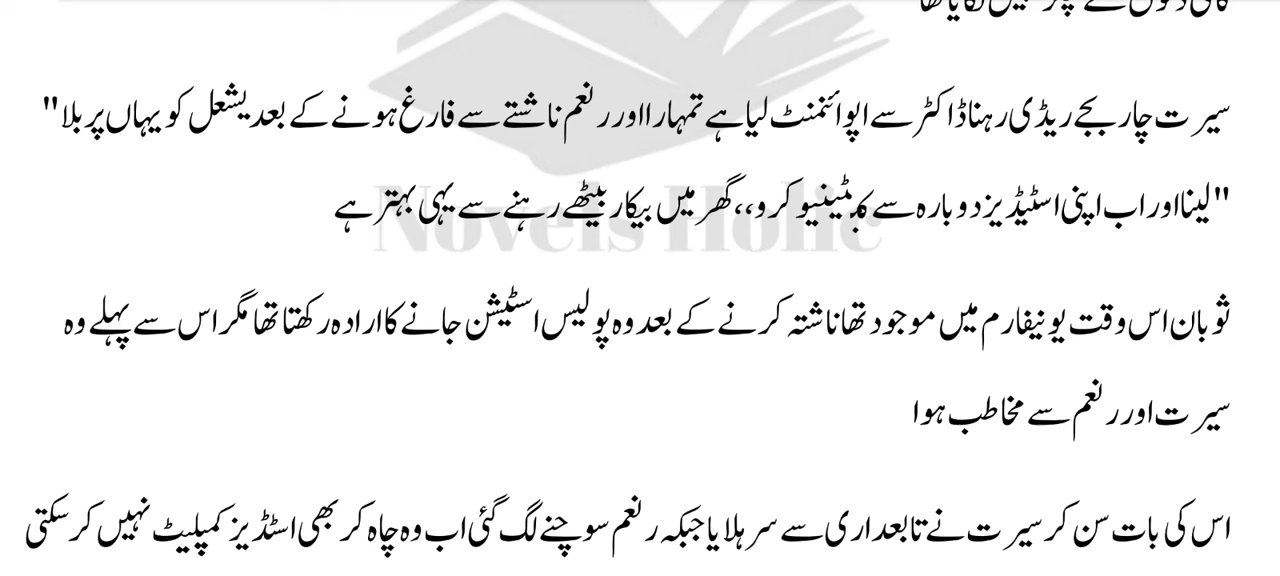 سیرت چار بجے ریڈی رہنا ڈاکٹر سے اپوائنمنٹ لیا ہے تمہارا اور رنعم ناشتے سے فارغ ہونے کے بعد یشعل کو یہاں پر بلا"
"لینا اور اب اپنی اسٹیڈیز دوبارہ سے کنٹینیو کرو،، گھر میں بیکار بیٹھے رہنے سے یہی بہتر ہے
ثوبان اس وقت یونیفارم میں موجود تھا ناشتہ کرنے کے بعد وہ پولیس اسٹیشن جانے کا ارادہ رکھتا تھا مگر اس سے پہلے وہ
سیرت اور رنعم سے مخاطب ہوا
اس کی بات سن کر سیرت نے تابعداری سے سر ہلایا جبکہ رنعم سوچنے لگ گئی اب وہ چاہ کر بھی اسٹڈیز کمپلیٹ نہیں کر سکتی
Novels Holic